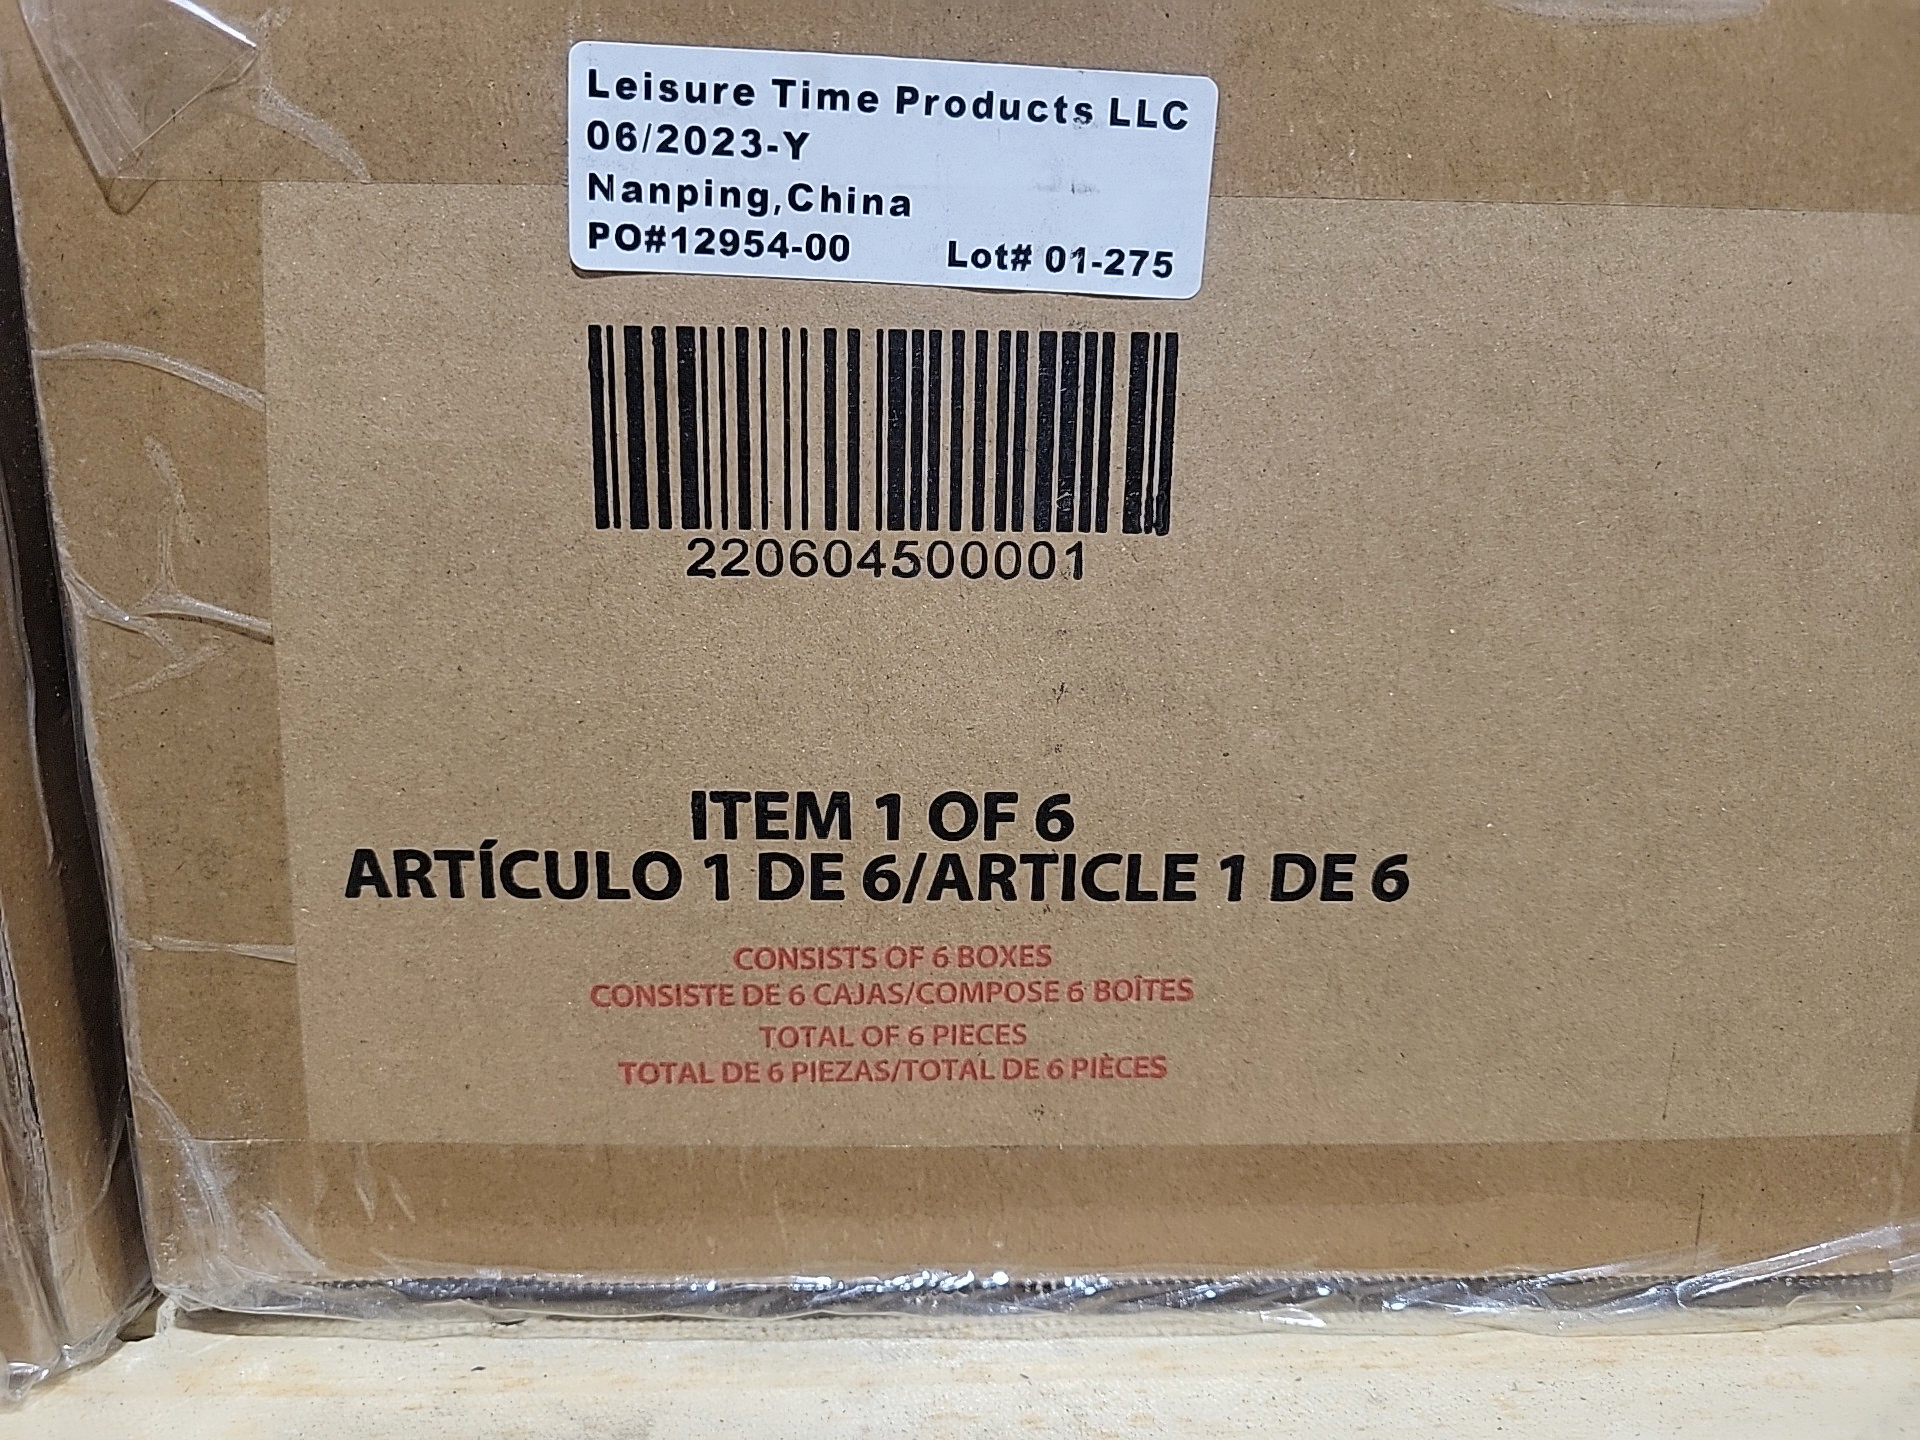 Leisure Time Products LLC
06/2023-Y
Nanping,China
PO#12954-00 Lot# 01-275
220604500001
ITEM 1 OF 6
ARTÍCULO 1 DE 6/ARTICLE 1 DE 6
CONSISTS OF 6 BOXES
CONSISTE DE 6 CAJAS/COMPOSE 6 BOÎTES
TOTAL OF 6 PIECES
TOTAL DE 6 PIEZAS/TOTAL DE 6 PIÈCES